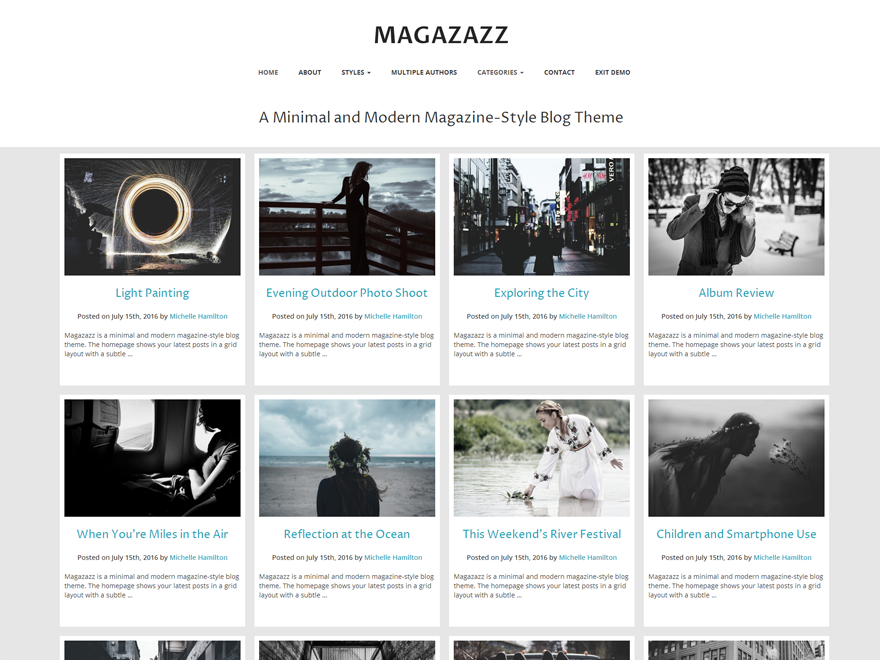 MAGAZAZZ
HOME ABOUT STYLES MULTIPLE AUTHORS CATEGORIES CONTACT EXIT DEMO
A Minimal and Modern Magazine-Style Blog Theme
VERO
Light Painting
Posted on July 15th, 2016 by Michelle Hamilton
Magazazz is a minimal and modern magazine-style blog
theme. The homepage shows your latest posts in a grid
layout with a subtle ...
Evening Outdoor Photo Shoot
Posted on July 15th, 2016 by Michelle Hamilton
Magazazz is a minimal and modern magazine-style blog
theme. The homepage shows your latest posts in a grid
layout with a subtle ...
Exploring the City
Posted on July 15th, 2016 by Michelle Hamilton
Magazazz is a minimal and modern magazine-style blog
theme. The homepage shows your latest posts in a grid
layout with a subtle ...
Album Review
Posted on July 15th, 2016 by Michelle Hamilton
Magazazz is a minimal and modern magazine-style blog
theme. The homepage shows your latest posts in a grid
layout with a subtle ...
When You're Miles in the Air
Posted on July 15th, 2016 by Michelle Hamilton
Magazazz is a minimal and modern magazine-style blog
theme. The homepage shows your latest posts in a grid
layout with a subtle ...
Reflection at the Ocean
Posted on July 15th, 2016 by Michelle Hamilton
Magazazz is a minimal and modern magazine-style blog
theme. The homepage shows your latest posts in a grid
layout with a subtle ...
This Weekend's River Festival
Posted on July 15th, 2016 by Michelle Hamilton
Magazazz is a minimal and modern magazine-style blog
theme. The homepage shows your latest posts in a grid
layout with a subtle ...
Children and Smartphone Use
Posted on July 15th, 2016 by Michelle Hamilton
Magazazz is a minimal and modern magazine-style blog
theme. The homepage shows your latest posts in a grid
layout with a subtle ...